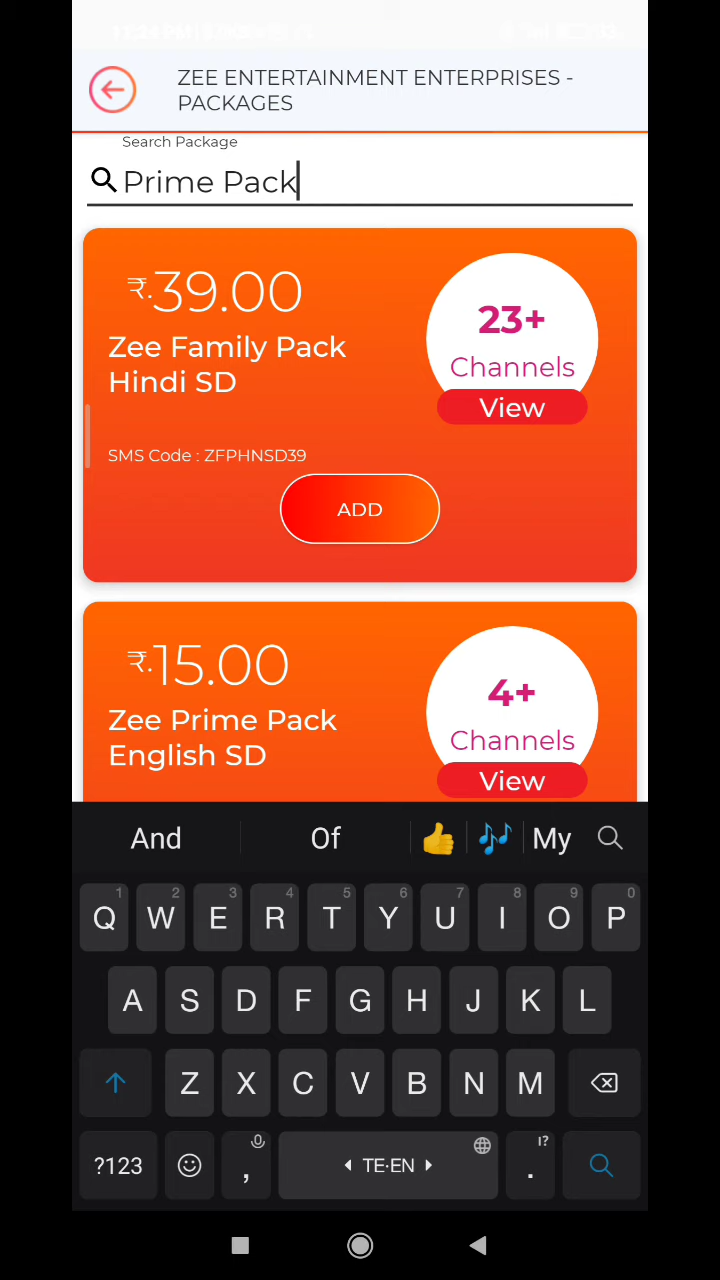 ZEE ENTERTAINMENT ENTERPRISES -
PACKAGES
Search Package
Prime Pack
₹.39.00
23+
Channels
View
Zee Family Pack
Hindi SD
SMS Code : ZFPHNSD39
ADD
₹.15.00
4+
Channels
View
Zee Prime Pack
English SD
And Of 👍 🎶 My
1 2 3 4 5 6 7 8 9 0
Q W E R T Y U I O P
A S D F G H J K L
Z X C V B N M
?123 , TE·EN . !?